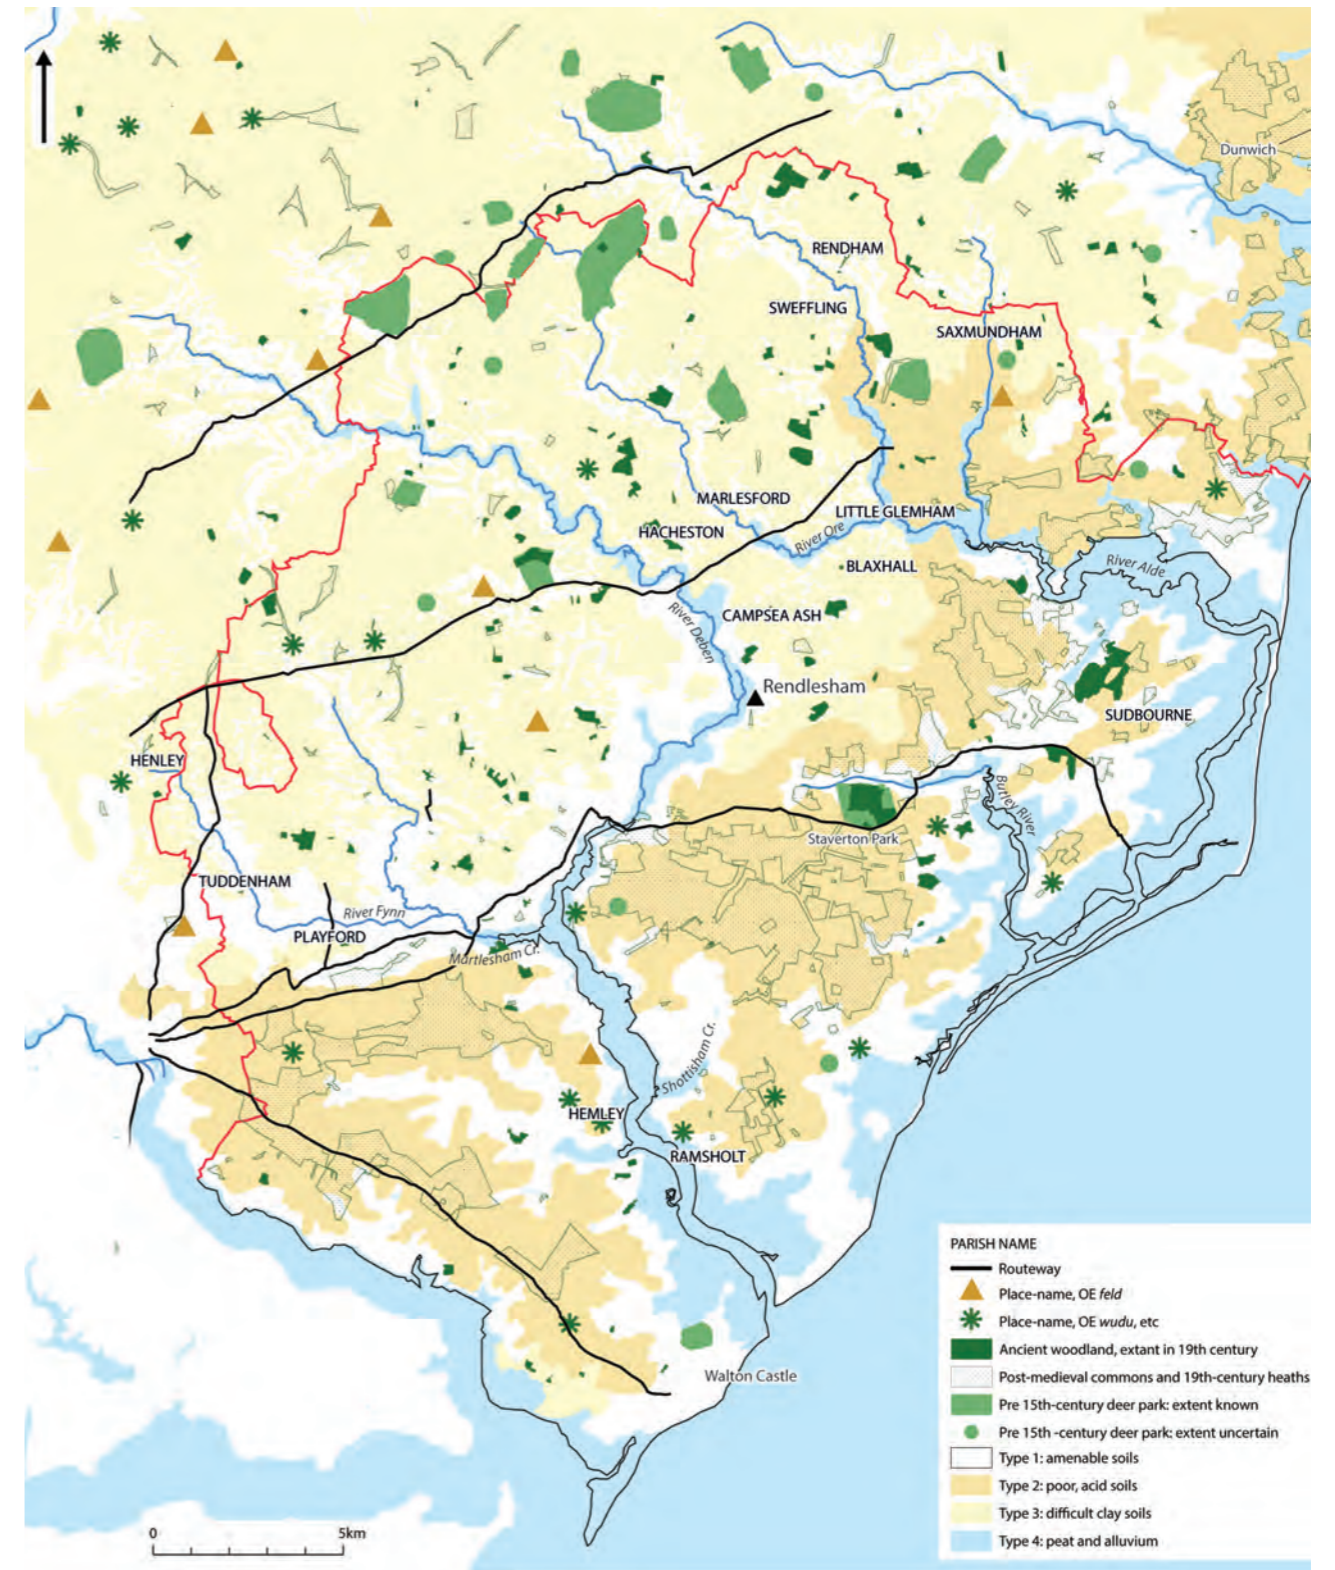 Dunwich
RENDHAM
SWEFFLING
SAXMUNDHAM
MARLESFORD
LITTLE GLEMHAM
HACHESTON
River Ore
BLAXHALL
River Alde
River Deben
CAMPSEA ASH
Rendlesham
SUDBOURNE
HENLEY
Butley River
Staverton Park
TUDDENHAM
River Fynn
PLAYFORD
Martlesham Cr.
Shottisham Cr.
HEMLEY
RAMSHOLT
Walton Castle
PARISH NAME
Routeway
Place-name, OE feld
Place-name, OE wudu, etc
Ancient woodland, extant in 19th century
Post-medieval commons and 19th-century heaths
Pre 15th-century deer park: extent known
Pre 15th -century deer park: extent uncertain
Type 1: amenable soils
Type 2: poor, acid soils
Type 3: difficult clay soils
Type 4: peat and alluvium
0 5km